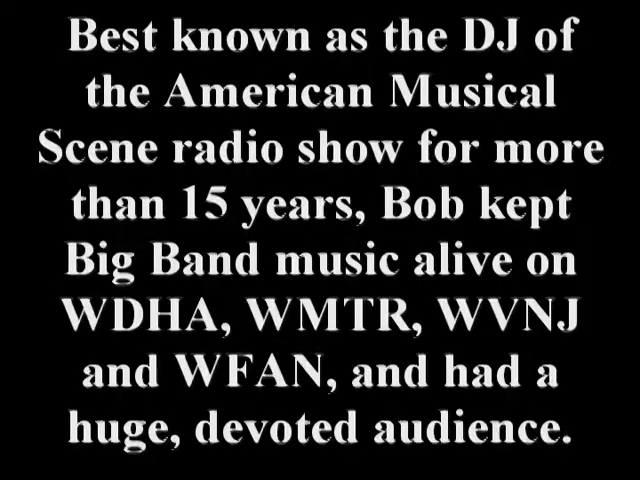 Best known as the DJ of
the American Musical
Scene radio show for more
than 15 years, Bob kept
Big Band music alive on
WDHA, WMTR, WVNJ
and WFAN, and had a
huge, devoted audience.